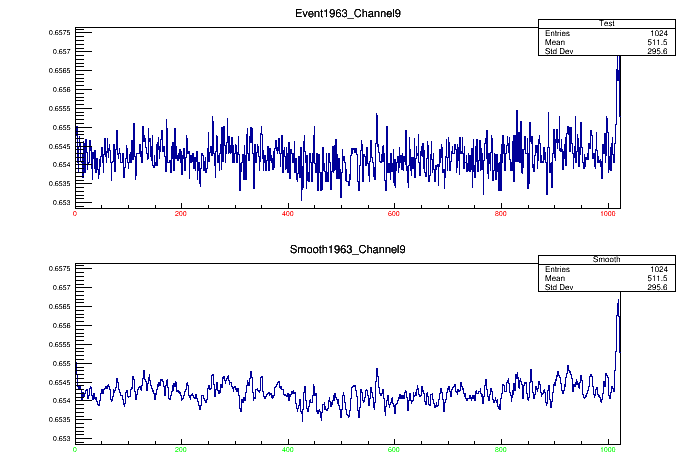 Event1963_Channel9
Test
Entries 1024
Mean 511.5
Std Dev 295.6
0.6575
0.657
0.6565
0.656
0.6555
0.655
0.6545
0.654
0.6535
0.653
0 200 400 600 800 1000
Smooth1963_Channel9
Smooth
Entries 1024
Mean 511.5
Std Dev 295.6
0.6575
0.657
0.6565
0.656
0.6555
0.655
0.6545
0.654
0.6535
0.653
0 200 400 600 800 1000